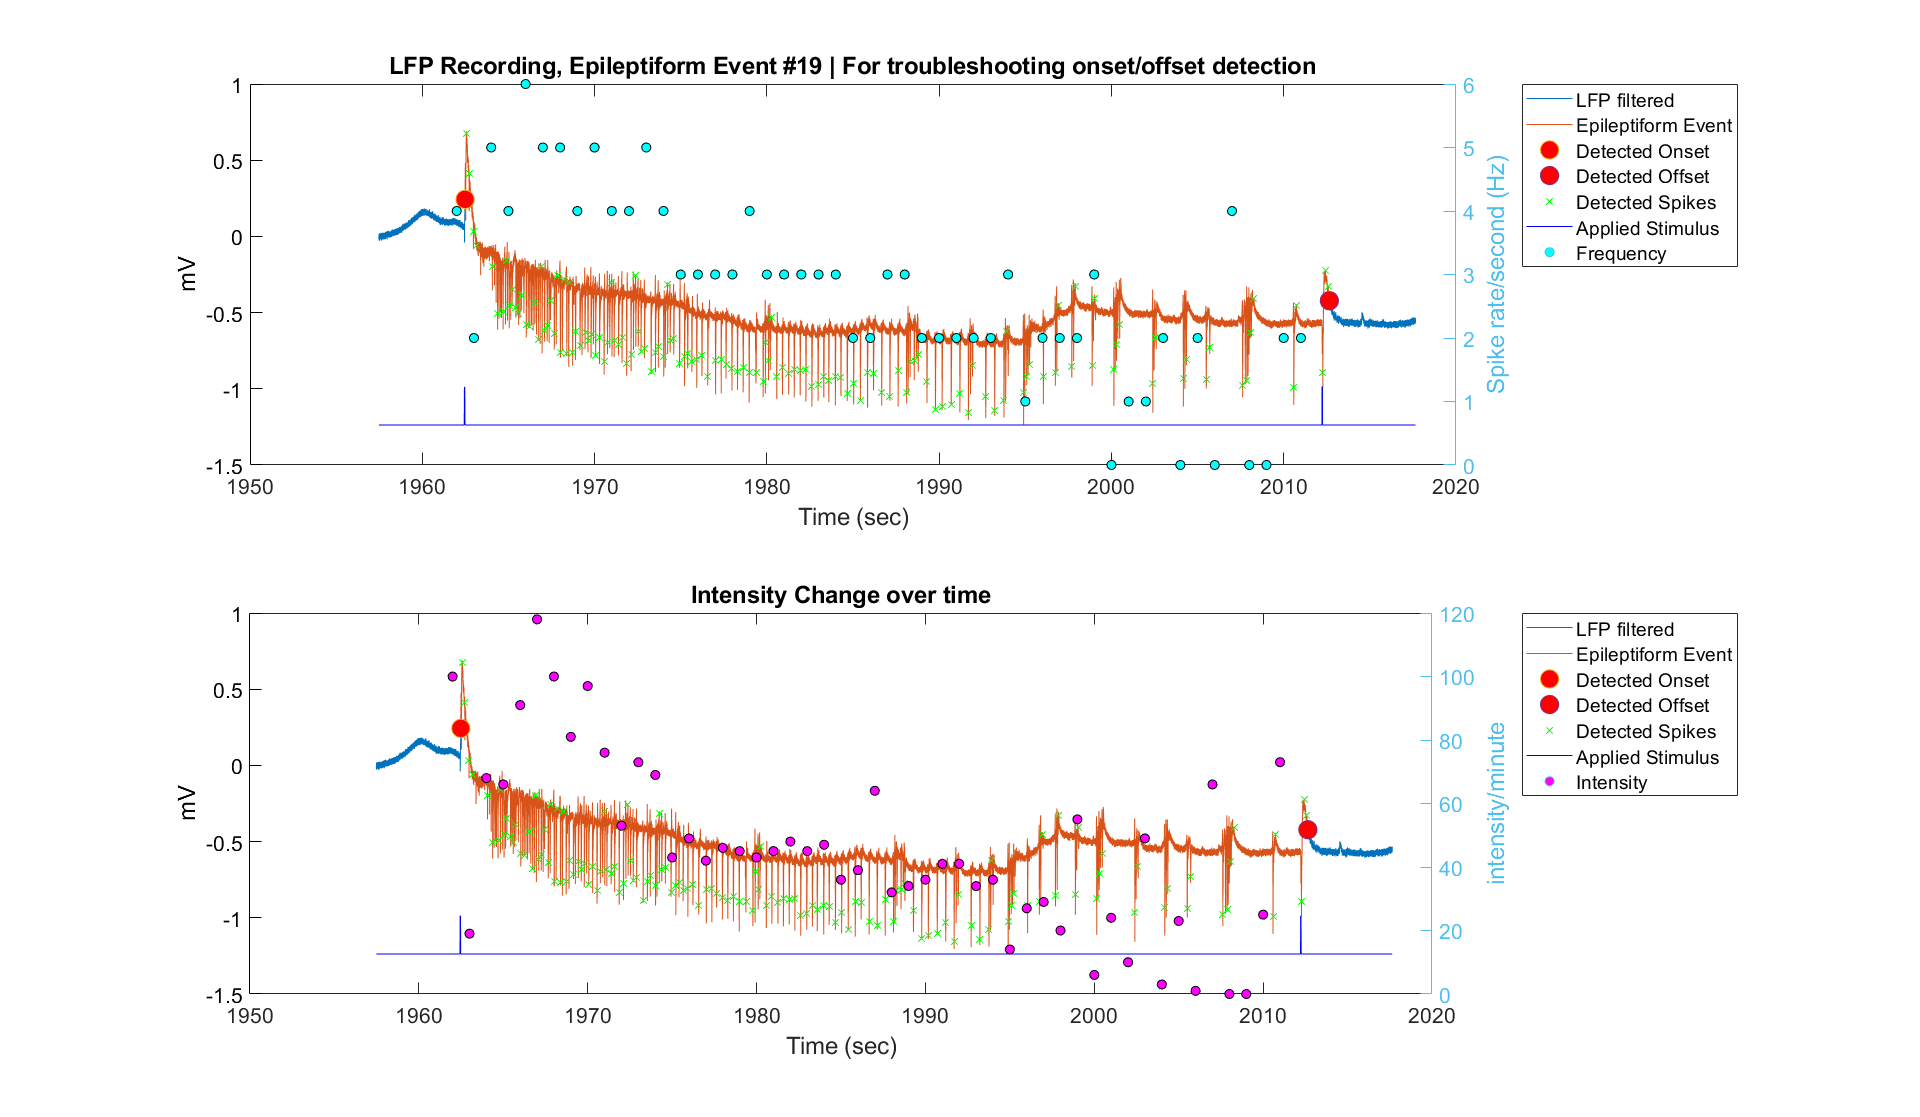 LFP Recording, Epileptiform Event #19 | For troubleshooting onset/offset detection
1
0.5
0
-0.5
-1
-1.5
mV
6
5
4
3
2
1
0
Spike rate/second (Hz)
1950 1960 1970 1980 1990 2000 2010 2020
Time (sec)
LFP filtered
Epileptiform Event
Detected Onset
Detected Offset
Detected Spikes
Applied Stimulus
Frequency
Intensity Change over time
1
0.5
0
-0.5
-1
-1.5
mV
120
100
80
60
40
20
0
intensity/minute
1950 1960 1970 1980 1990 2000 2010 2020
Time (sec)
LFP filtered
Epileptiform Event
Detected Onset
Detected Offset
Detected Spikes
Applied Stimulus
Intensity